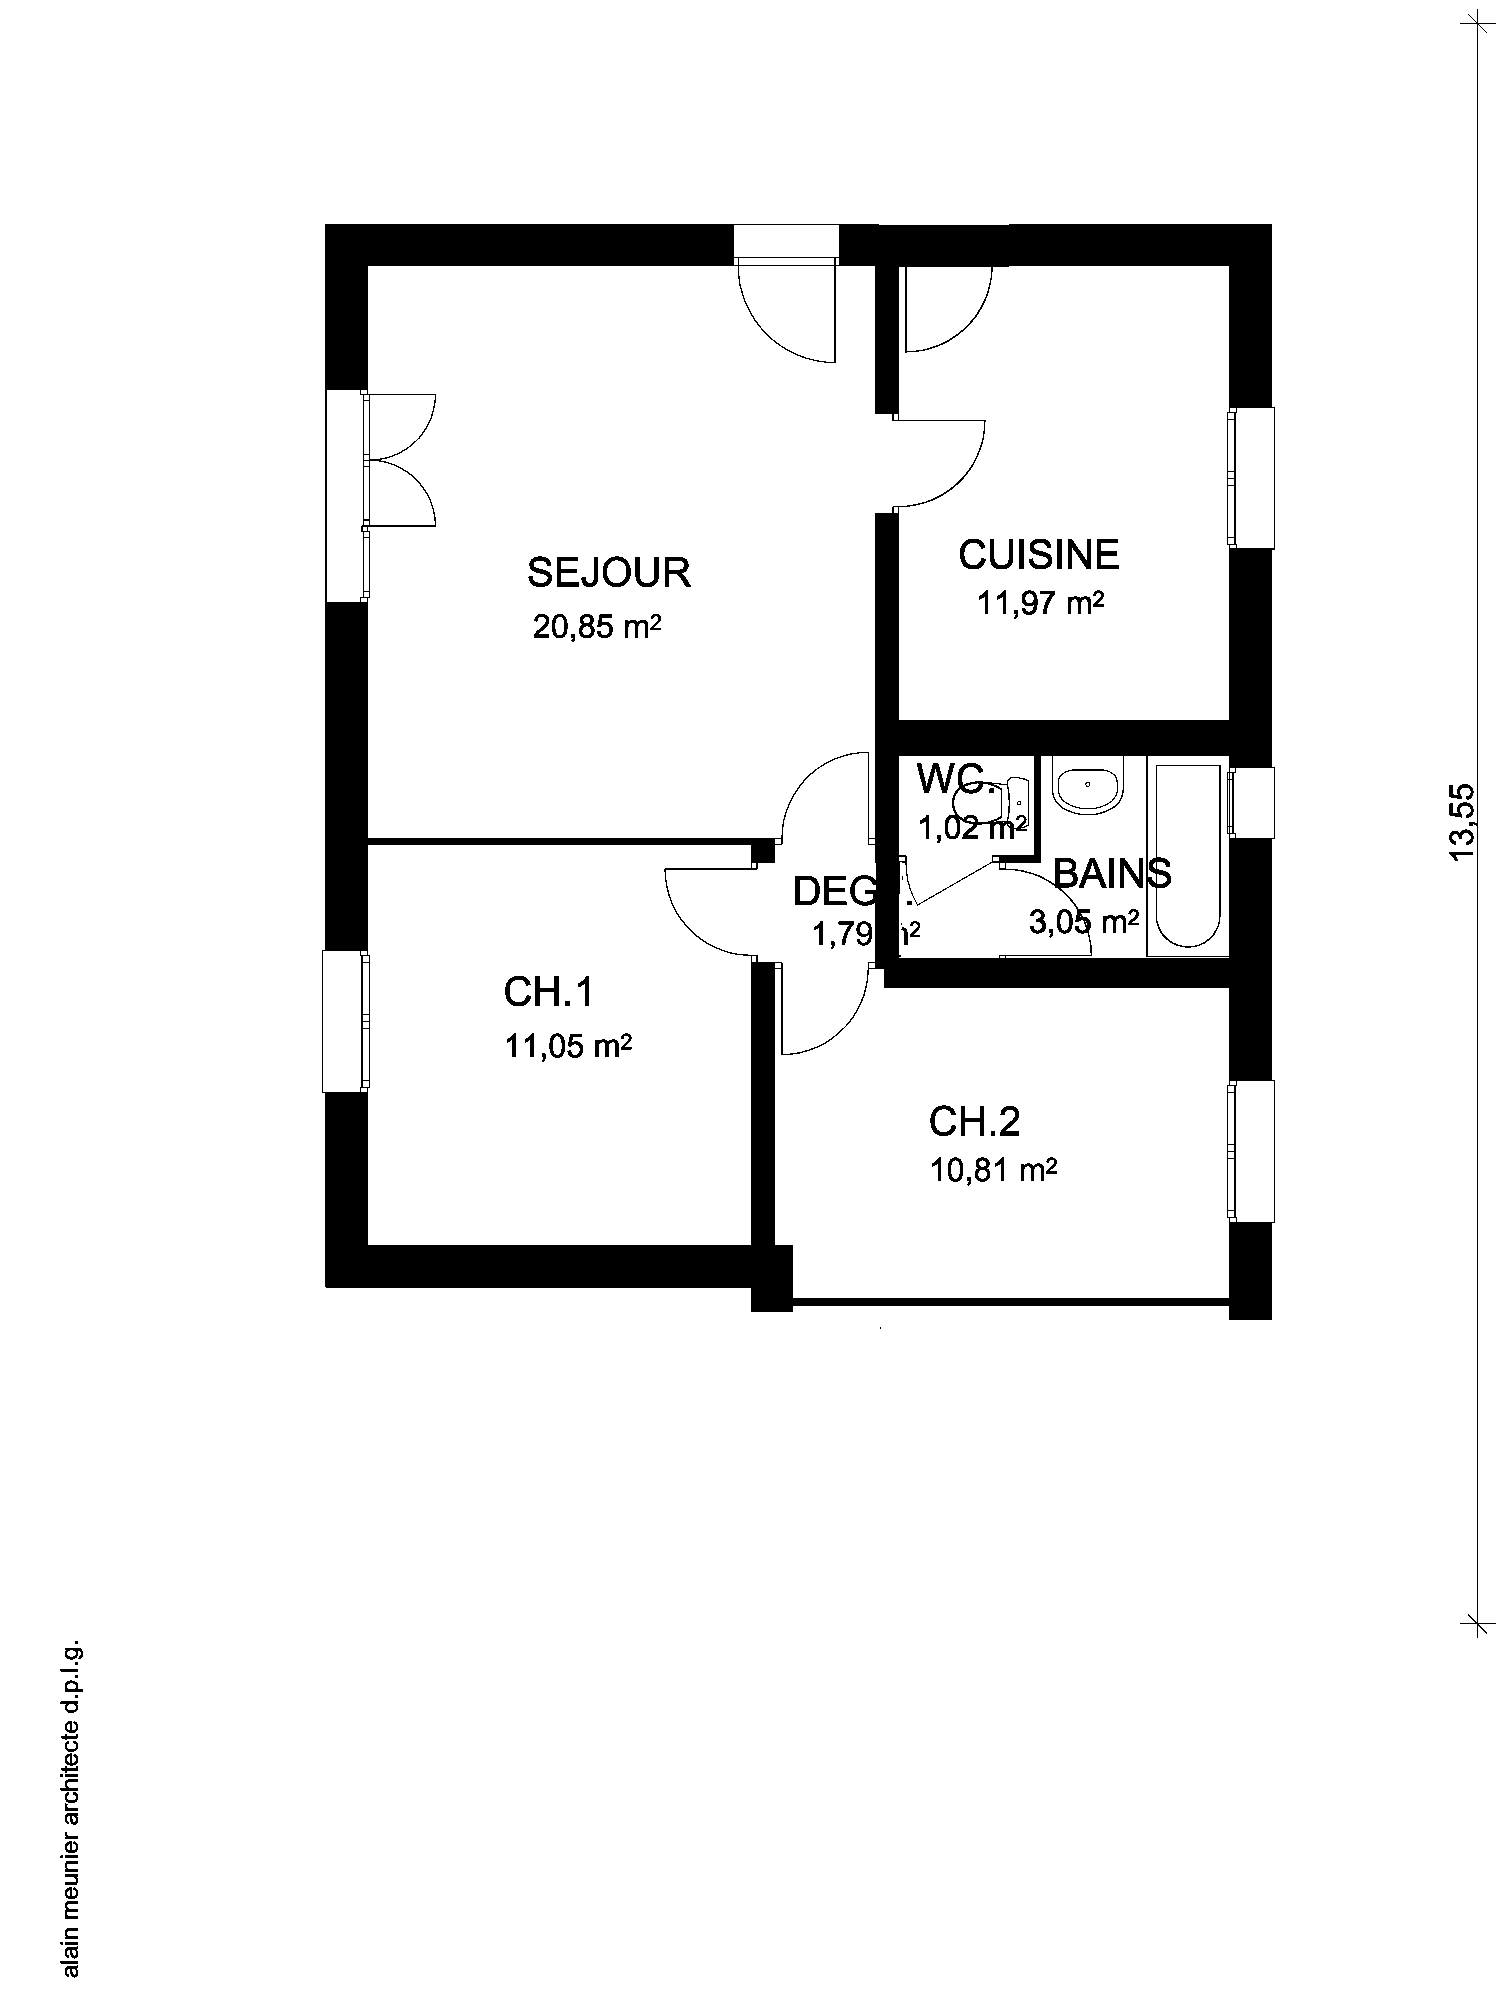 SEJOUR
20,85 m²
CUISINE
11,97 m²
WC.
1,02 m²
BAINS
3,05 m²
1,79 m²
CH.1
11,05 m²
CH.2
10,81 m²
13,55
alain meunier architecte d.p.l.g.